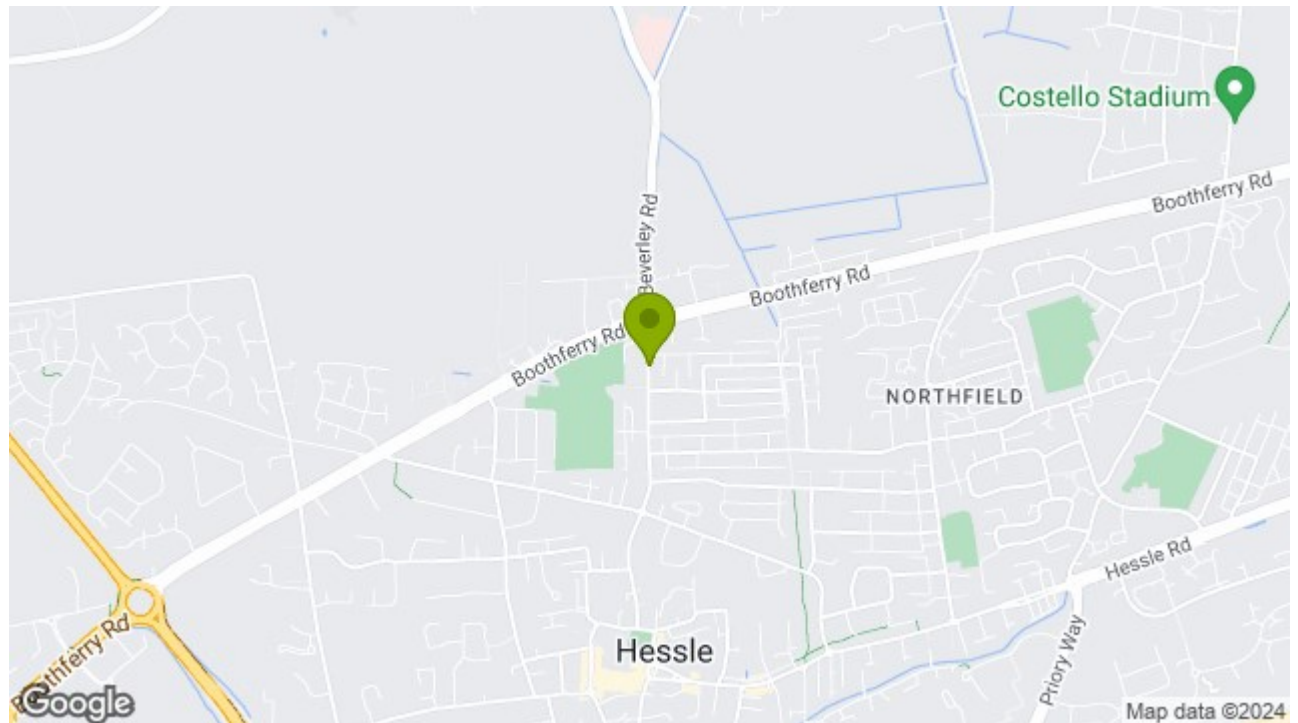 Costello Stadium
Boothferry Rd
Beverley Rd
Boothferry Rd
Boothferry Rd
NORTHFIELD
Hessle Rd
Boothferry Rd
Hessle
Priory Way
Google
Map data ©2024